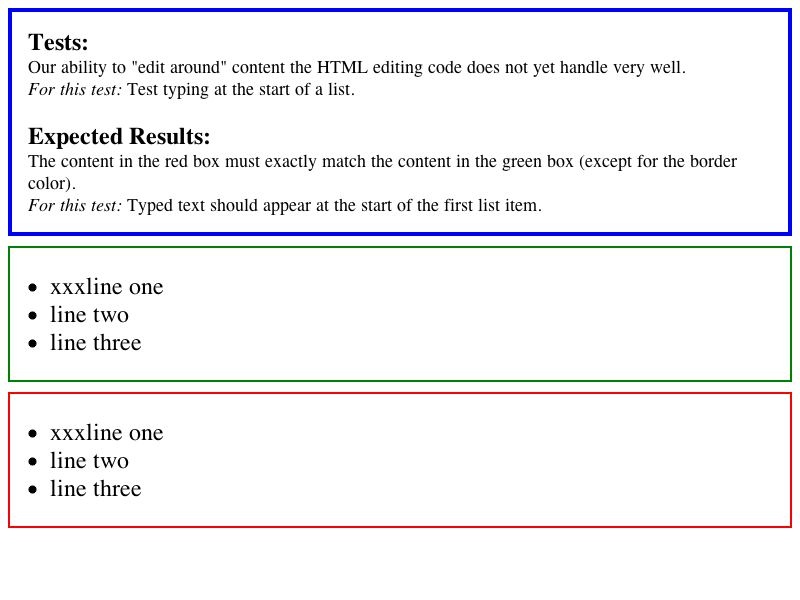 Tests:
Our ability to "edit around" content the HTML editing code does not yet handle very well.
For this test: Test typing at the start of a list.
Expected Results:
The content in the red box must exactly match the content in the green box (except for the border
color).
For this test: Typed text should appear at the start of the first list item.
• xxxline one
• line two
• line three
• xxxline one
• line two
• line three